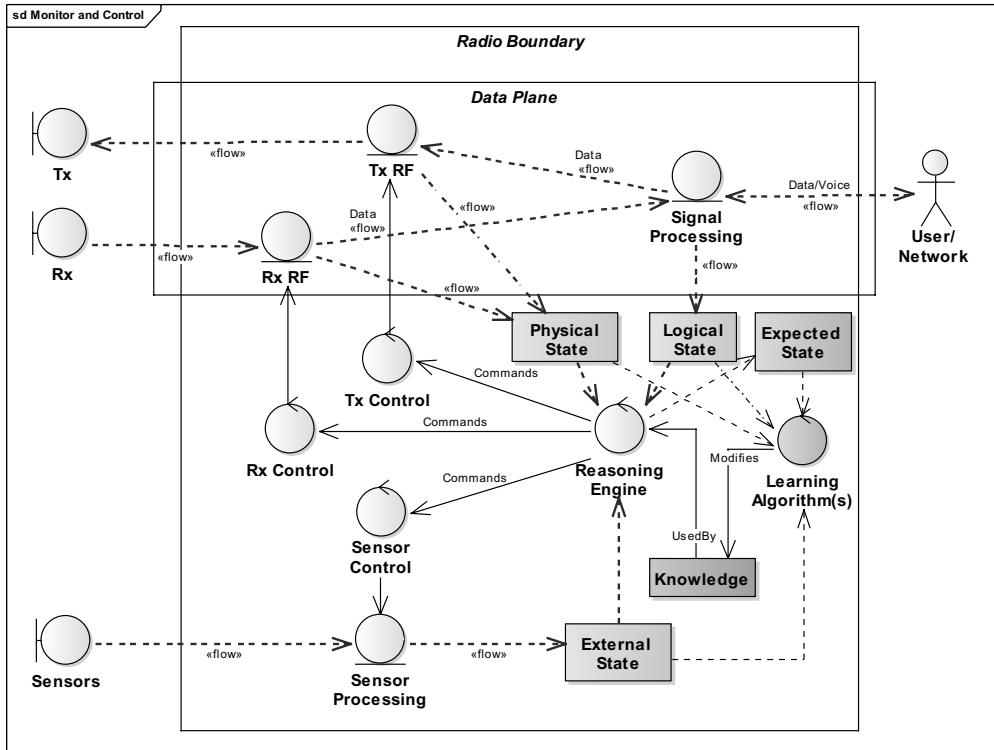 sd Monitor and Control
Radio Boundary
Data Plane
Tx
«flow»
Tx RF
Data
«flow»
Signal
Processing
Data/Voice
«flow»
User/
Network
Rx
«flow»
Rx RF
Data
«flow»
«flow»
«flow»
«flow»
Physical
State
Logical
State
Expected
State
Tx Control
Commands
Rx Control
Commands
Commands
Reasoning
Engine
Modifies
Learning
Algorithm(s)
Sensor
Control
UsedBy
Knowledge
Sensors
«flow»
Sensor
Processing
«flow»
External
State